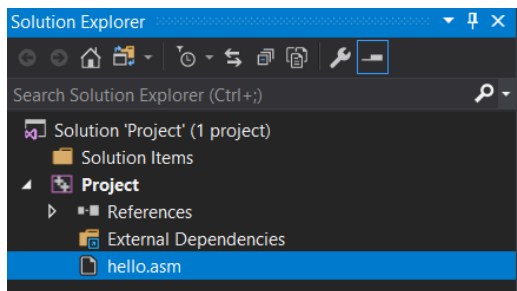 Solution Explorer
Search Solution Explorer (Ctrl+;)
Solution 'Project' (1 project)
Solution Items
Project
References
External Dependencies
hello.asm